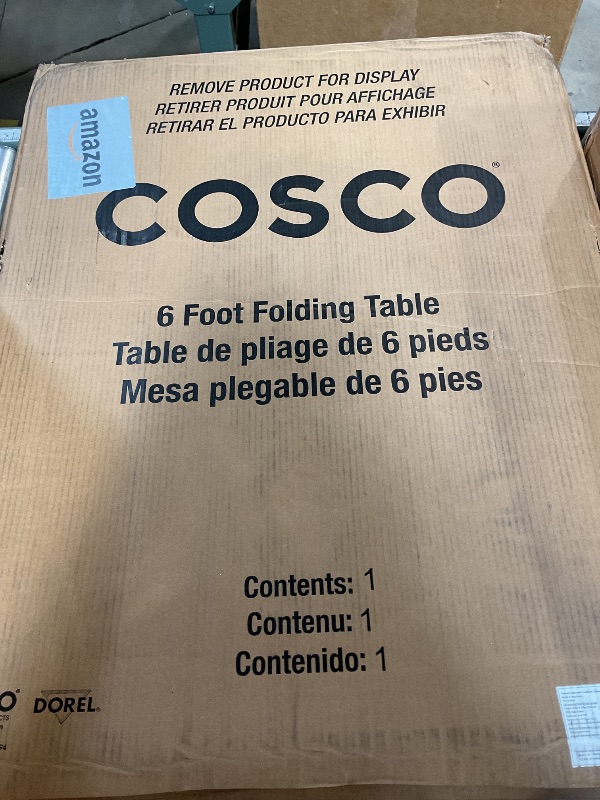 REMOVE PRODUCT FOR DISPLAY
RETIRER PRODUIT POUR AFFICHAGE
RETIRAR EL PRODUCTO PARA EXHIBIR
amazon
COSCO®
6 Foot Folding Table
Table de pliage de 6 pieds
Mesa plegable de 6 pies
Contents: 1
Contenu: 1
Contenido: 1
DOREL®